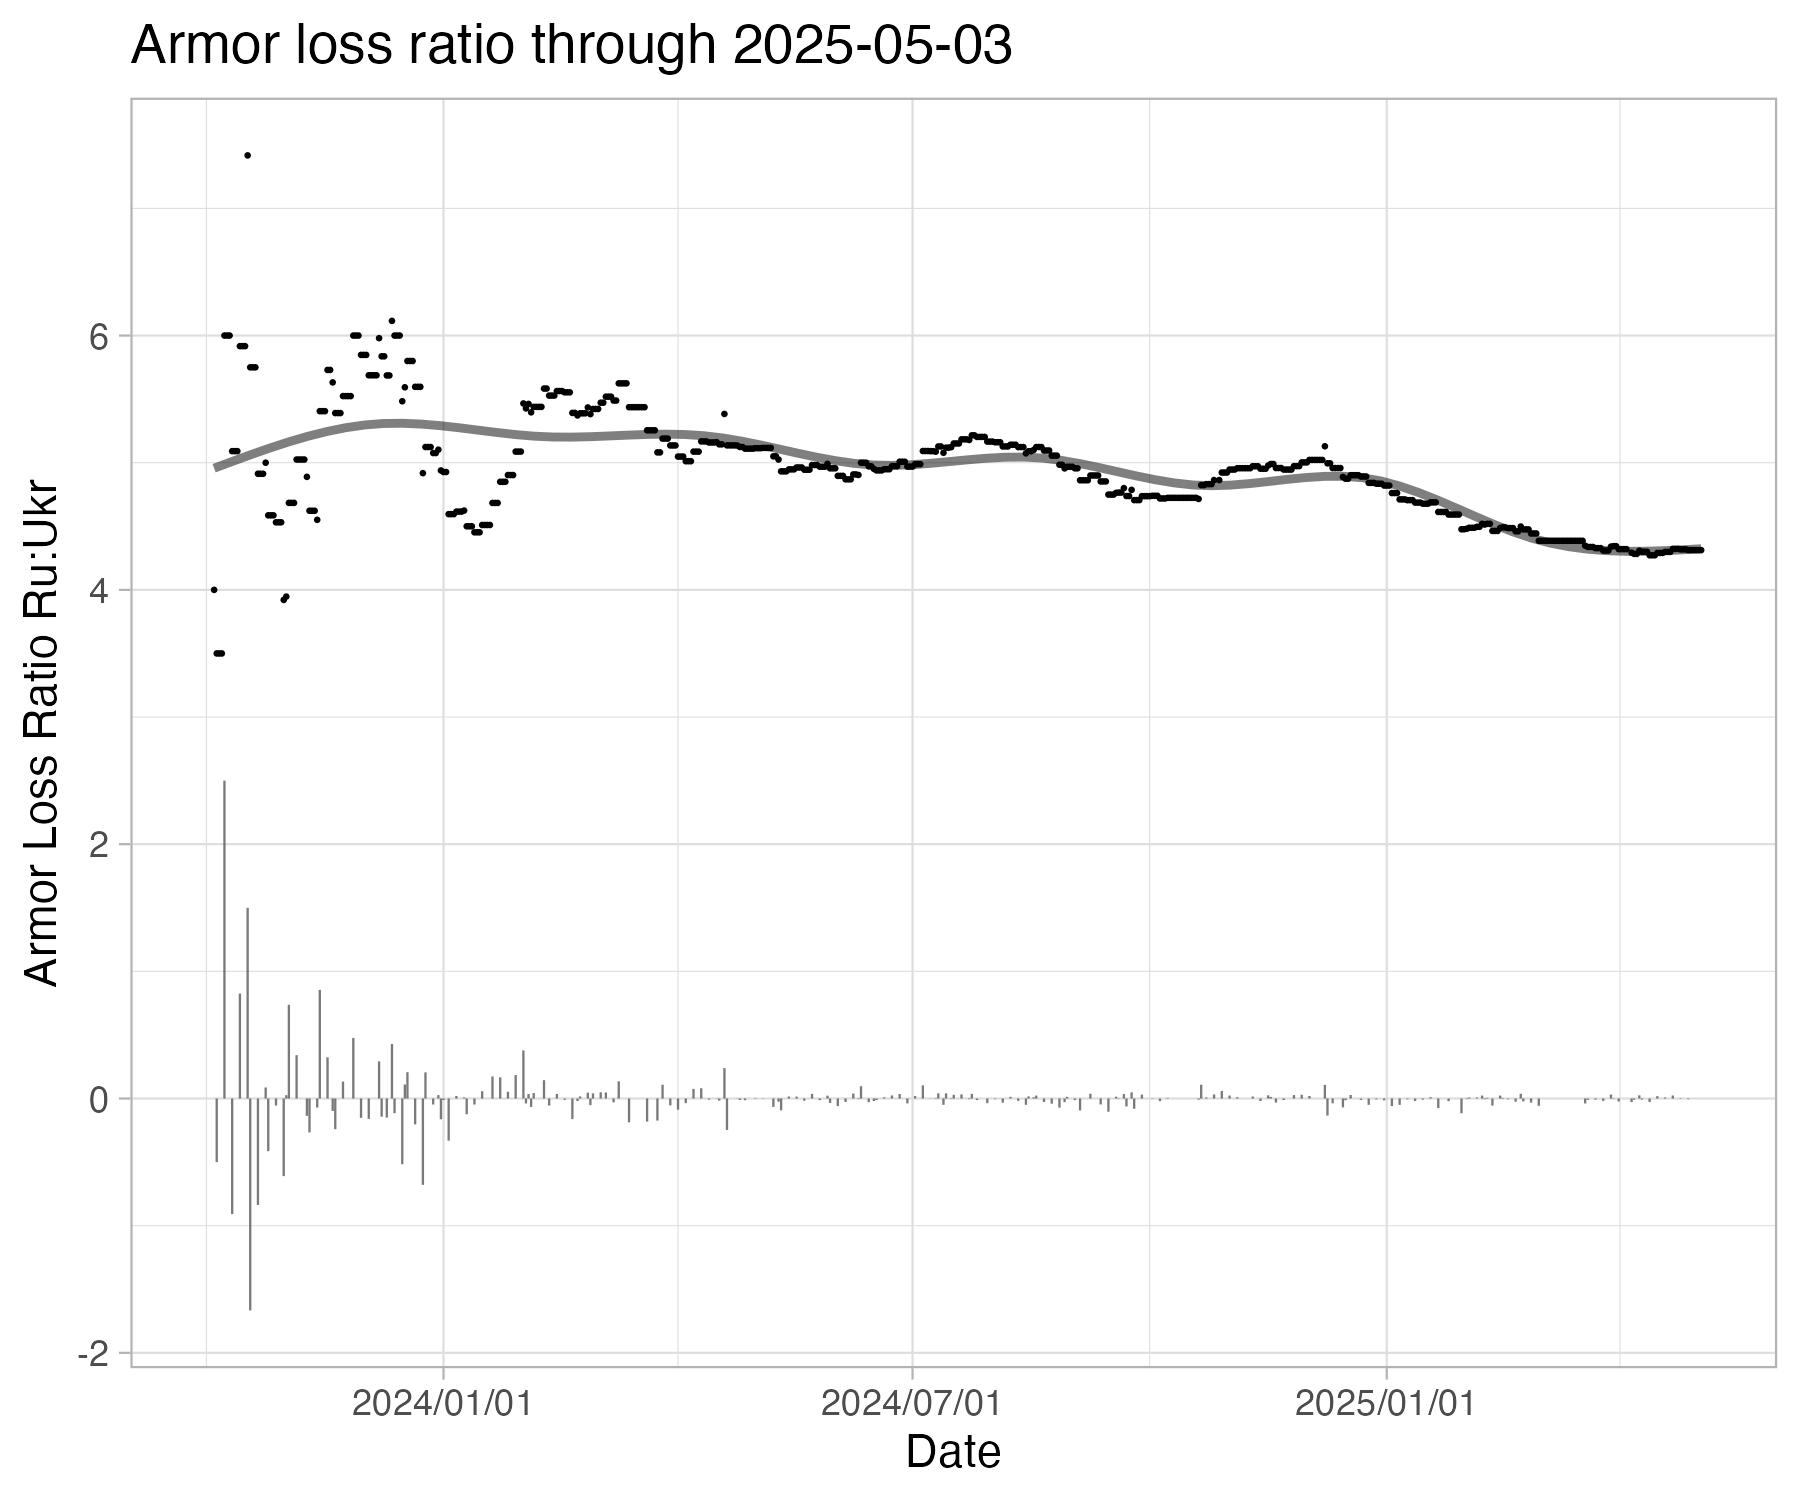 Armor loss ratio through 2025-05-03
Armor Loss Ratio Ru:Ukr
6
4
2
0
-2
2024/01/01
2024/07/01
2025/01/01
Date